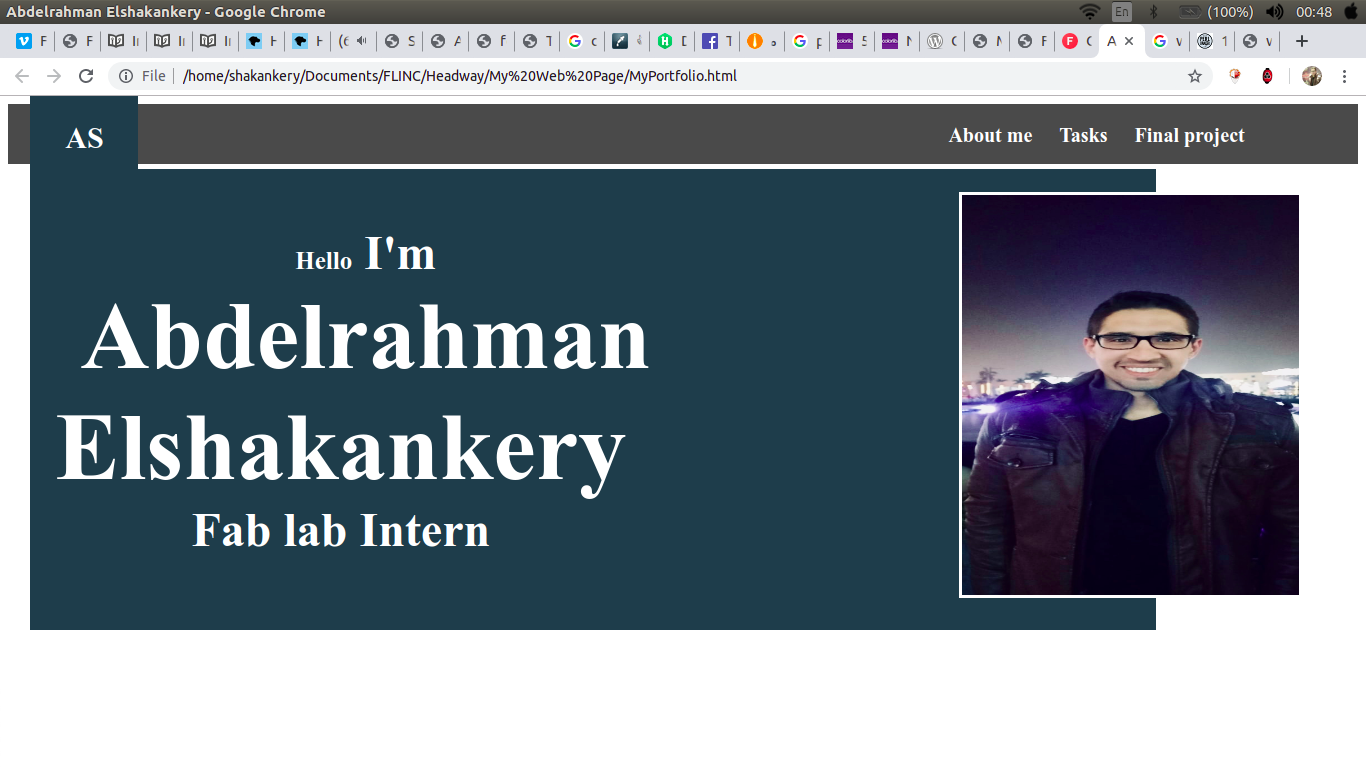 Abdelrahman Elshakankery - Google Chrome
En (100%) 00:48
File /home/shakankery/Documents/FLINC/Headway/My%20Web%20Page/MyPortfolio.html
AS About me Tasks Final project
Hello I'm
Abdelrahman
Elshakankery
Fab lab Intern